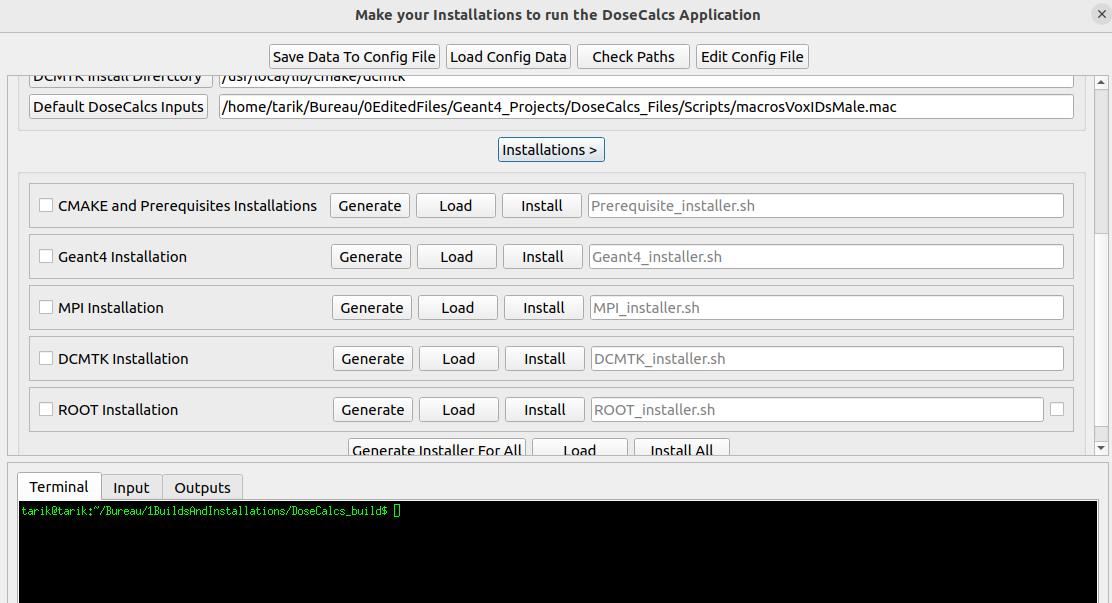 Make your Installations to run the DoseCalcs Application
Save Data To Config File Load Config Data Check Paths Edit Config File
DCMTK Install Direrctory /usr/local/lib/cmake/dcmtk
Default DoseCalcs Inputs /home/tarik/Bureau/0EditedFiles/Geant4_Projects/DoseCalcs_Files/Scripts/macrosVoxIDsMale.mac
Installations >
CMAKE and Prerequisites Installations Generate Load Install Prerequisite_installer.sh
Geant4 Installation Generate Load Install Geant4_installer.sh
MPI Installation Generate Load Install MPI_installer.sh
DCMTK Installation Generate Load Install DCMTK_installer.sh
ROOT Installation Generate Load Install ROOT_installer.sh
Generate Installer For All Load Install All
Terminal Input Outputs
tarik@tarik:~/Bureau/1BuildsAndInstallations/DoseCalcs_build$